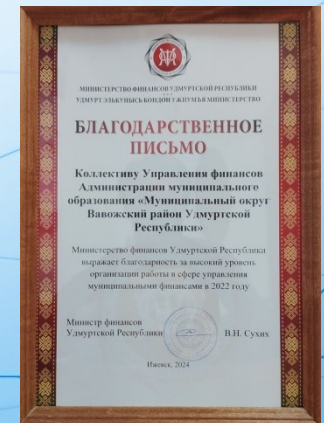 МИНИСТЕРСТВО ФИНАНСОВ УДМУРТСКОЙ РЕСПУБЛИКИ
УДМУРТ ЭЛЬКУНЫСЬ КОНДОН УЖПУМЪЯ МИНИСТЕРСТВО
БЛАГОДАРСТВЕННОЕ
ПИСЬМО
Коллективу Управления финансов
Администрации муниципального
образования «Муниципальный округ
Вавожский район Удмуртской
Республики»
Министерство финансов Удмуртской Республики
выражает благодарность за высокий уровень
организации работы в сфере управления
муниципальными финансами в 2022 году
Министр финансов
Удмуртской Республики
В.Н. Сухих
Ижевск, 2024